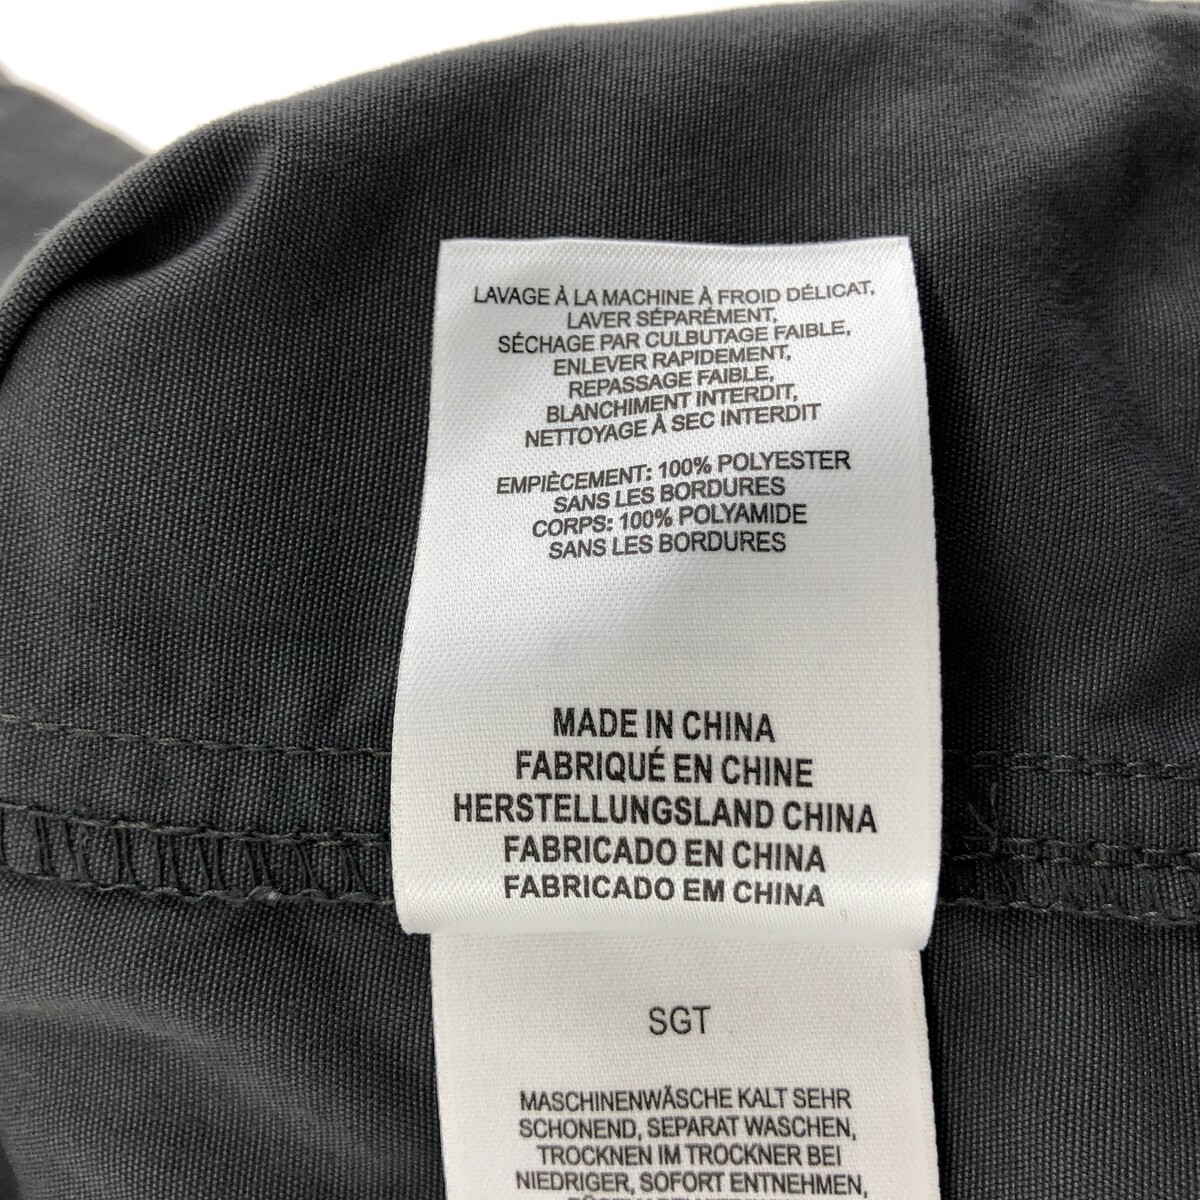 LAVAGE À LA MACHINE À FROID DÉLICAT,
LAVER SÉPARÉMENT,
SÉCHAGE PAR CULBUTAGE FAIBLE,
ENLEVER RAPIDEMENT,
REPASSAGE FAIBLE,
BLANCHIMENT INTERDIT,
NETTOYAGE À SEC INTERDIT
EMPIÈCEMENT: 100% POLYESTER
SANS LES BORDURES
CORPS: 100% POLYAMIDE
SANS LES BORDURES
MADE IN CHINA
FABRIQUÉ EN CHINE
HERSTELLUNGSLAND CHINA
FABRICADO EN CHINA
FABRICADO EM CHINA
SGT
MASCHINENWÄSCHE KALT SEHR
SCHONEND, SEPARAT WASCHEN,
TROCKNEN IM TROCKNER BEI
NIEDRIGER, SOFORT ENTNEHMEN,